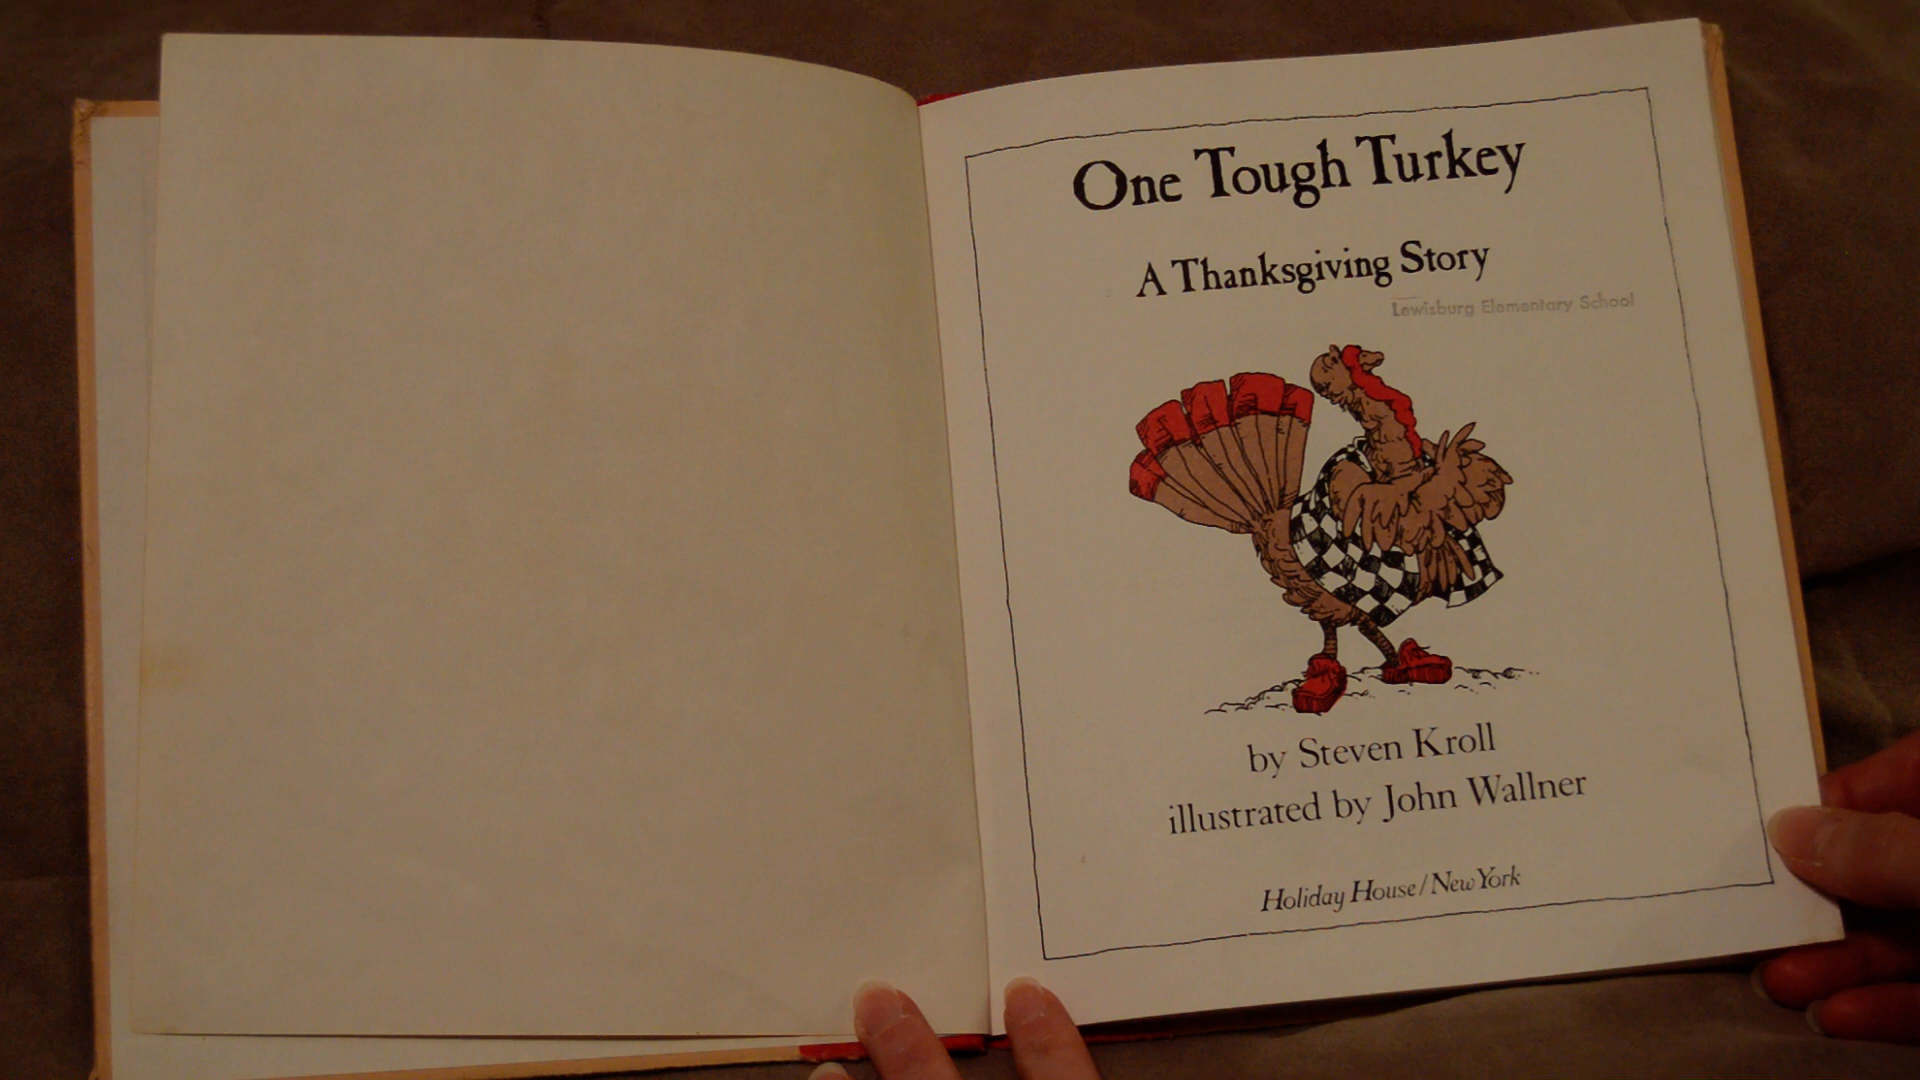 One Tough Turkey
A Thanksgiving Story
Lewisburg Elementary School
by Steven Kroll
illustrated by John Wallner
Holiday House/New York